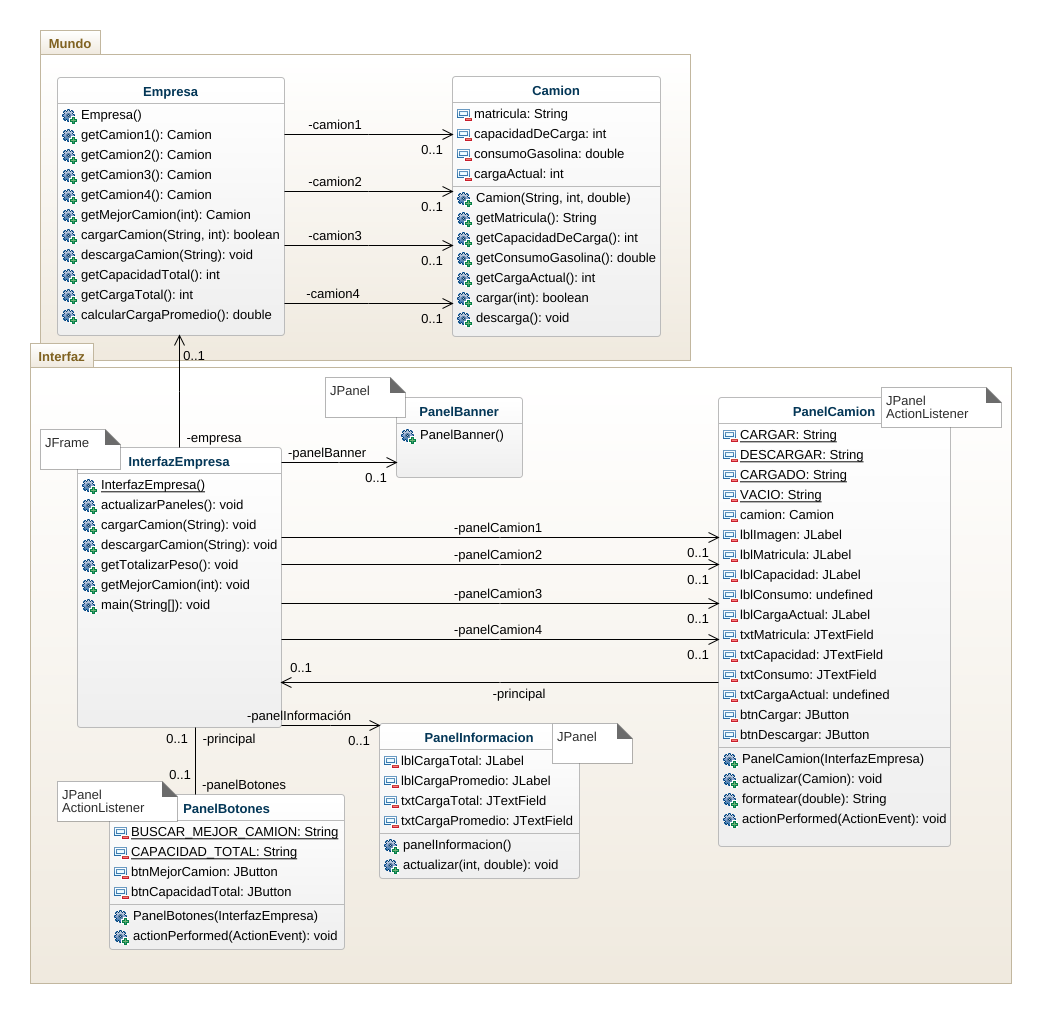 Mundo
Empresa
Empresa()
getCamion1(): Camion
getCamion2(): Camion
getCamion3(): Camion
getCamion4(): Camion
getMejorCamion(int): Camion
cargarCamion(String, int): boolean
descargaCamion(String): void
getCapacidadTotal(): int
getCargaTotal(): int
calcularCargaPromedio(): double
-camion1
0..1
-camion2
0..1
-camion3
0..1
-camion4
0..1
Camion
matricula: String
capacidadDeCarga: int
consumoGasolina: double
cargaActual: int
Camion(String, int, double)
getMatricula(): String
getCapacidadDeCarga(): int
getConsumoGasolina(): double
getCargaActual(): int
cargar(int): boolean
descarga(): void
Interfaz
0..1
-empresa
JFrame
InterfazEmpresa
InterfazEmpresa()
actualizarPaneles(): void
cargarCamion(String): void
descargarCamion(String): void
getTotalizarPeso(): void
getMejorCamion(int): void
main(String[]): void
JPanel
PanelBanner
PanelBanner()
-panelBanner
0..1
-panelCamion1
0..1
-panelCamion2
0..1
-panelCamion3
0..1
-panelCamion4
0..1
0..1
-principal
JPanel
ActionListener
PanelCamion
CARGAR: String
DESCARGAR: String
CARGADO: String
VACIO: String
camion: Camion
lblImagen: JLabel
lblMatricula: JLabel
lblCapacidad: JLabel
lblConsumo: undefined
lblCargaActual: JLabel
txtMatricula: JTextField
txtCapacidad: JTextField
txtConsumo: JTextField
txtCargaActual: undefined
btnCargar: JButton
btnDescargar: JButton
PanelCamion(InterfazEmpresa)
actualizar(Camion): void
formatear(double): String
actionPerformed(ActionEvent): void
-panelInformación
0..1
0..1
-principal
0..1
-panelBotones
JPanel
PanelInformacion
lblCargaTotal: JLabel
lblCargaPromedio: JLabel
txtCargaTotal: JTextField
txtCargaPromedio: JTextField
panelInformacion()
actualizar(int, double): void
JPanel
ActionListener
PanelBotones
BUSCAR_MEJOR_CAMION: String
CAPACIDAD_TOTAL: String
btnMejorCamion: JButton
btnCapacidadTotal: JButton
PanelBotones(InterfazEmpresa)
actionPerformed(ActionEvent): void